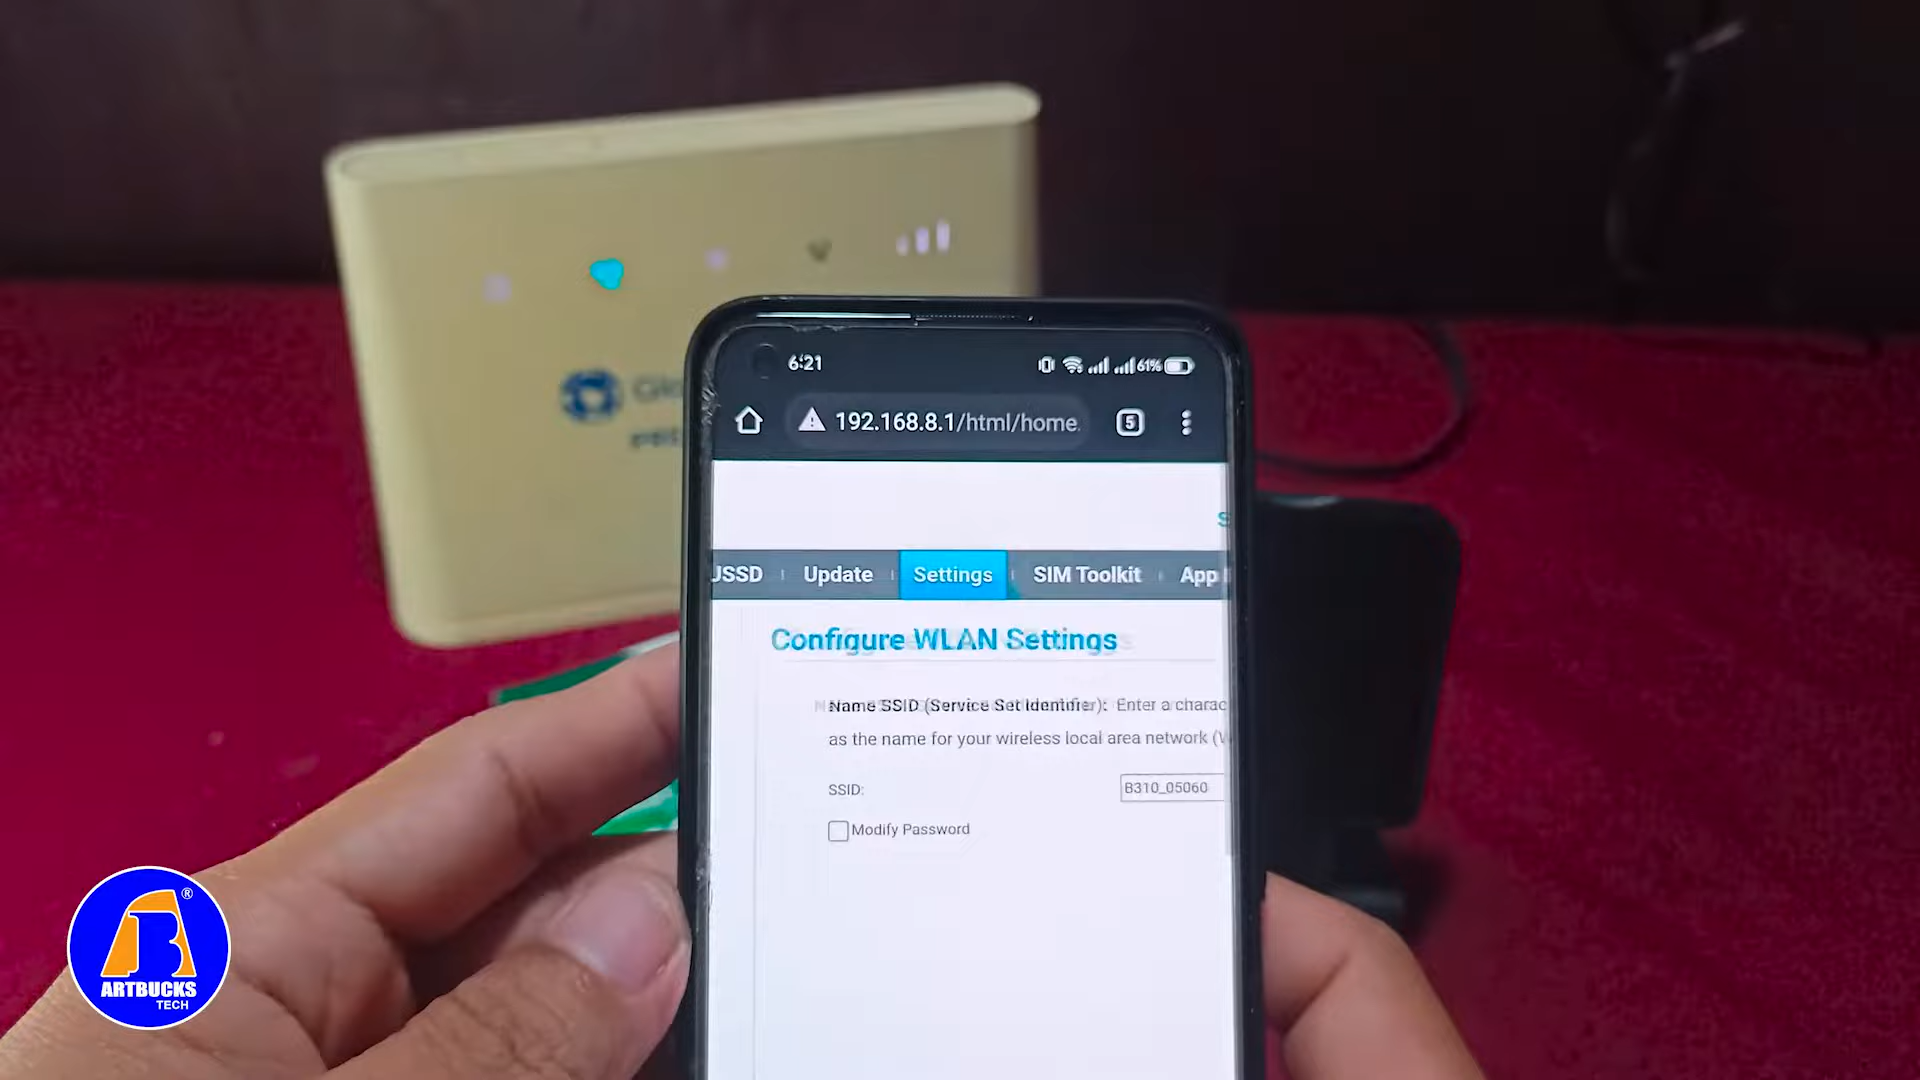 6:21
61%
192.168.8.1/html/home.
5
JSSD
Update
Settings
SIM Toolkit
App
Configure WLAN Settings
Name SSID (Service Set Identifier): Enter a charac
as the name for your wireless local area network (W
SSID:
B310_05060
Modify Password
ARTBUCKS
TECH
®